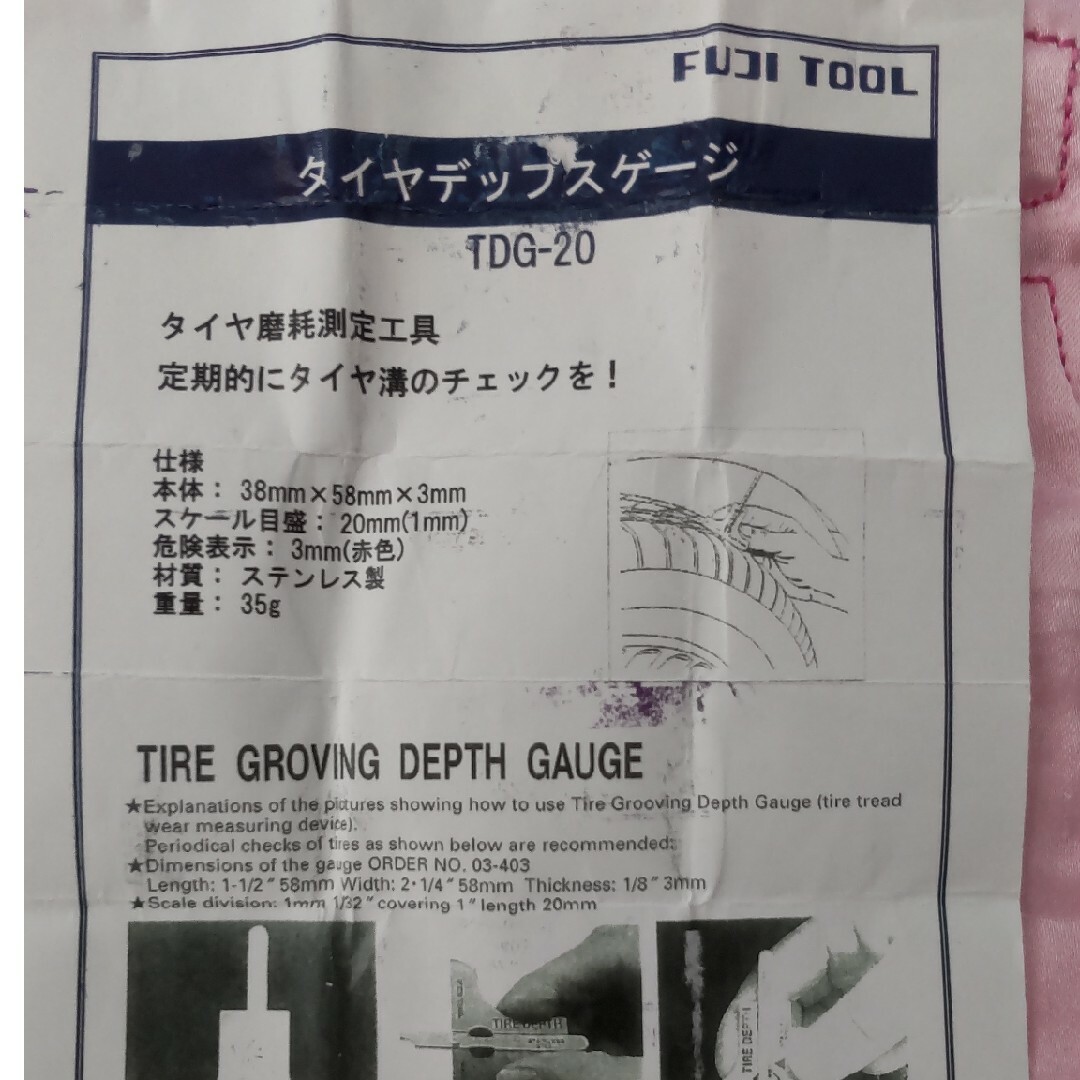 FUJI TOOL
タイヤデップスゲージ
TDG-20
タイヤ磨耗測定工具
定期的にタイヤ溝のチェックを！
仕様
本体： 38mm×58mm×3mm
スケール目盛： 20mm(1mm)
危険表示： 3mm(赤色)
材質： ステンレス製
重量： 35g
TIRE GROVING DEPTH GAUGE
★Explanations of the pictures showing how to use Tire Grooving Depth Gauge (tire tread
wear measuring device).
Periodical checks of tires as shown below are recommended:
★Dimensions of the gauge ORDER NO. 03-403
Length: 1-1/2″58mm Width: 2・1/4″58mm Thickness: 1/8″3mm
★Scale division: 1mm 1/32″covering 1″length 20mm
TIRE DEPTH
TIRE DEPTH